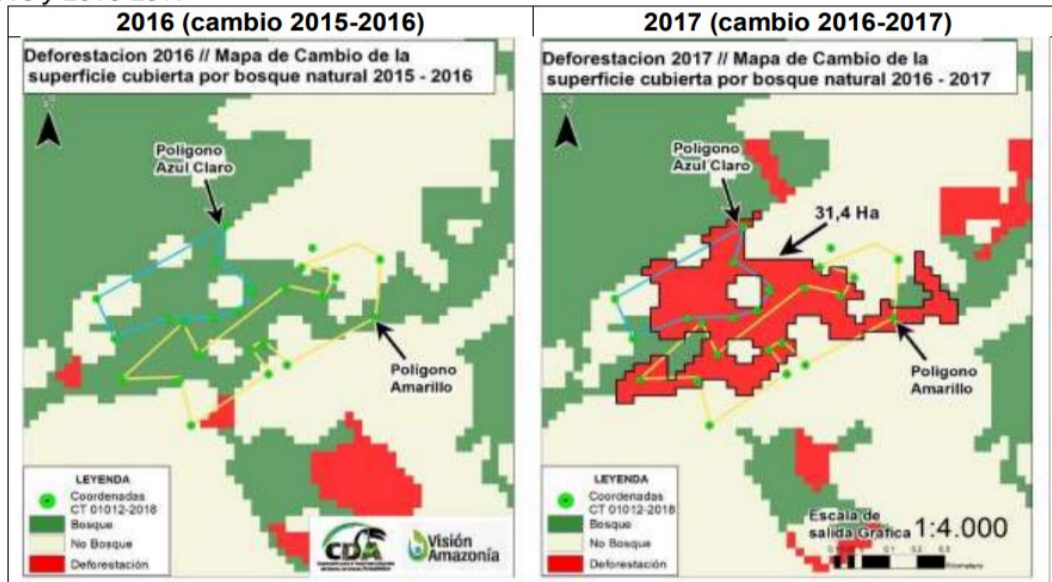 2016 (cambio 2015-2016)
Deforestacion 2016 // Mapa de Cambio de la
superficie cubierta por bosque natural 2015 - 2016
Poligono
Azul Claro
Poligono
Amarillo
LEYENDA
Coordenadas
CT 01012-2018
Bosque
No Bosque
Deforestación
CDA
Visión
Amazonía
2017 (cambio 2016-2017)
Deforestacion 2017 // Mapa de Cambio de la
superficie cubierta por bosque natural 2016 - 2017
Poligono
Azul Claro
31,4 Ha
Poligono
Amarillo
LEYENDA
Coordenadas
CT 01012-2018
Bosque
No Bosque
Deforestación
Escala de
salida Gráfica 1:4.000